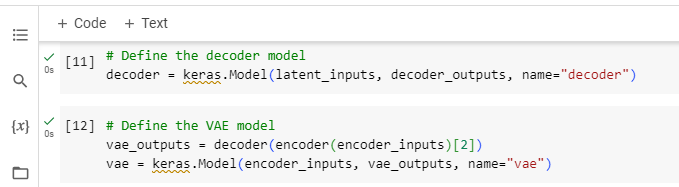 + Code + Text
0s
[11] # Define the decoder model
decoder = keras.Model(latent_inputs, decoder_outputs, name="decoder")
{x}
0s
[12] # Define the VAE model
vae_outputs = decoder(encoder(encoder_inputs)[2])
vae = keras.Model(encoder_inputs, vae_outputs, name="vae")